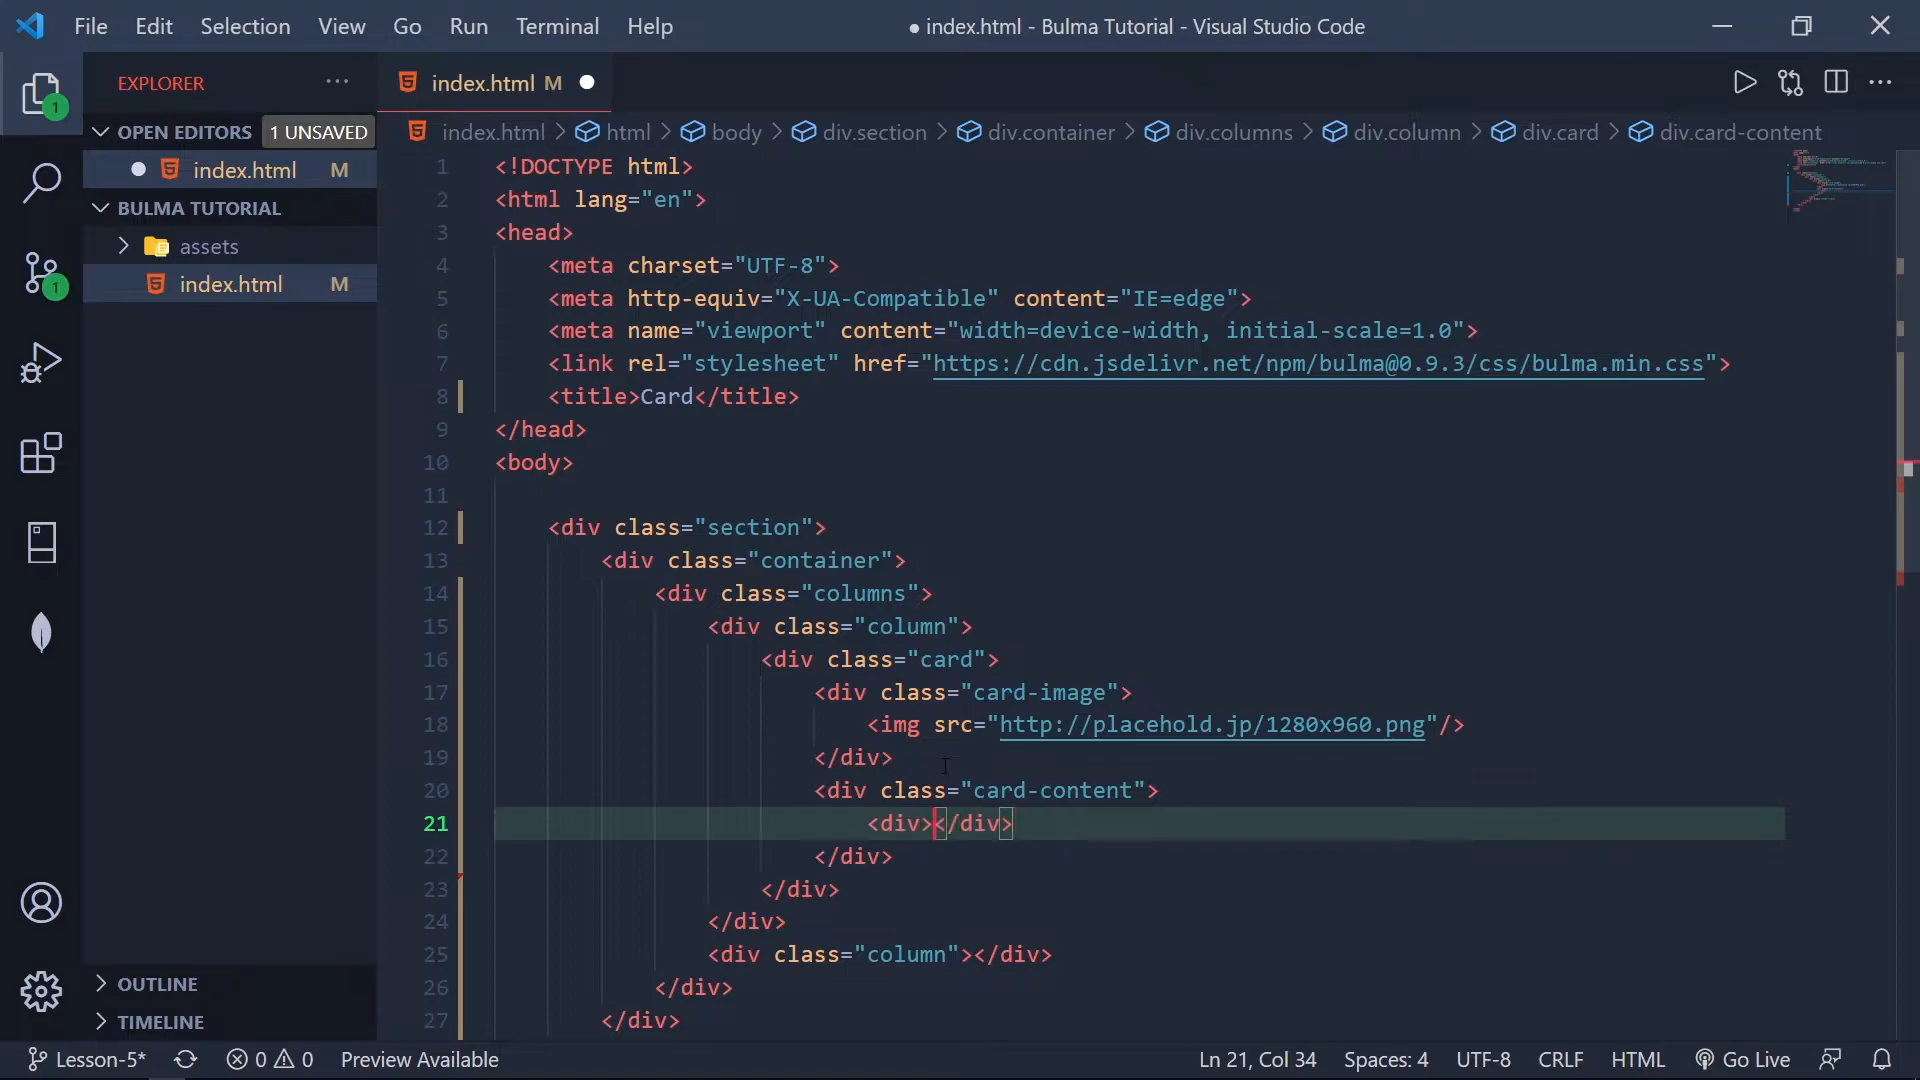 File Edit Selection View Go Run Terminal Help
● index.html - Bulma Tutorial - Visual Studio Code
EXPLORER
index.html M
1
OPEN EDITORS 1 UNSAVED
index.html > html > body > div.section > div.container > div.columns > div.column > div.card > div.card-content
index.html M
BULMA TUTORIAL
assets
index.html M
1
1 <!DOCTYPE html>
2 <html lang="en">
3 <head>
4 <meta charset="UTF-8">
5 <meta http-equiv="X-UA-Compatible" content="IE=edge">
6 <meta name="viewport" content="width=device-width, initial-scale=1.0">
7 <link rel="stylesheet" href="https://cdn.jsdelivr.net/npm/bulma@0.9.3/css/bulma.min.css">
8 <title>Card</title>
9 </head>
10 <body>
11
12 <div class="section">
13 <div class="container">
14 <div class="columns">
15 <div class="column">
16 <div class="card">
17 <div class="card-image">
18 <img src="http://placehold.jp/1280x960.png"/>
19 </div>
20 <div class="card-content">
21 <div></div>
22 </div>
23 </div>
24 </div>
25 <div class="column"></div>
26 </div>
27 </div>
OUTLINE
TIMELINE
Lesson-5* 0 0 Preview Available Ln 21, Col 34 Spaces: 4 UTF-8 CRLF HTML Go Live